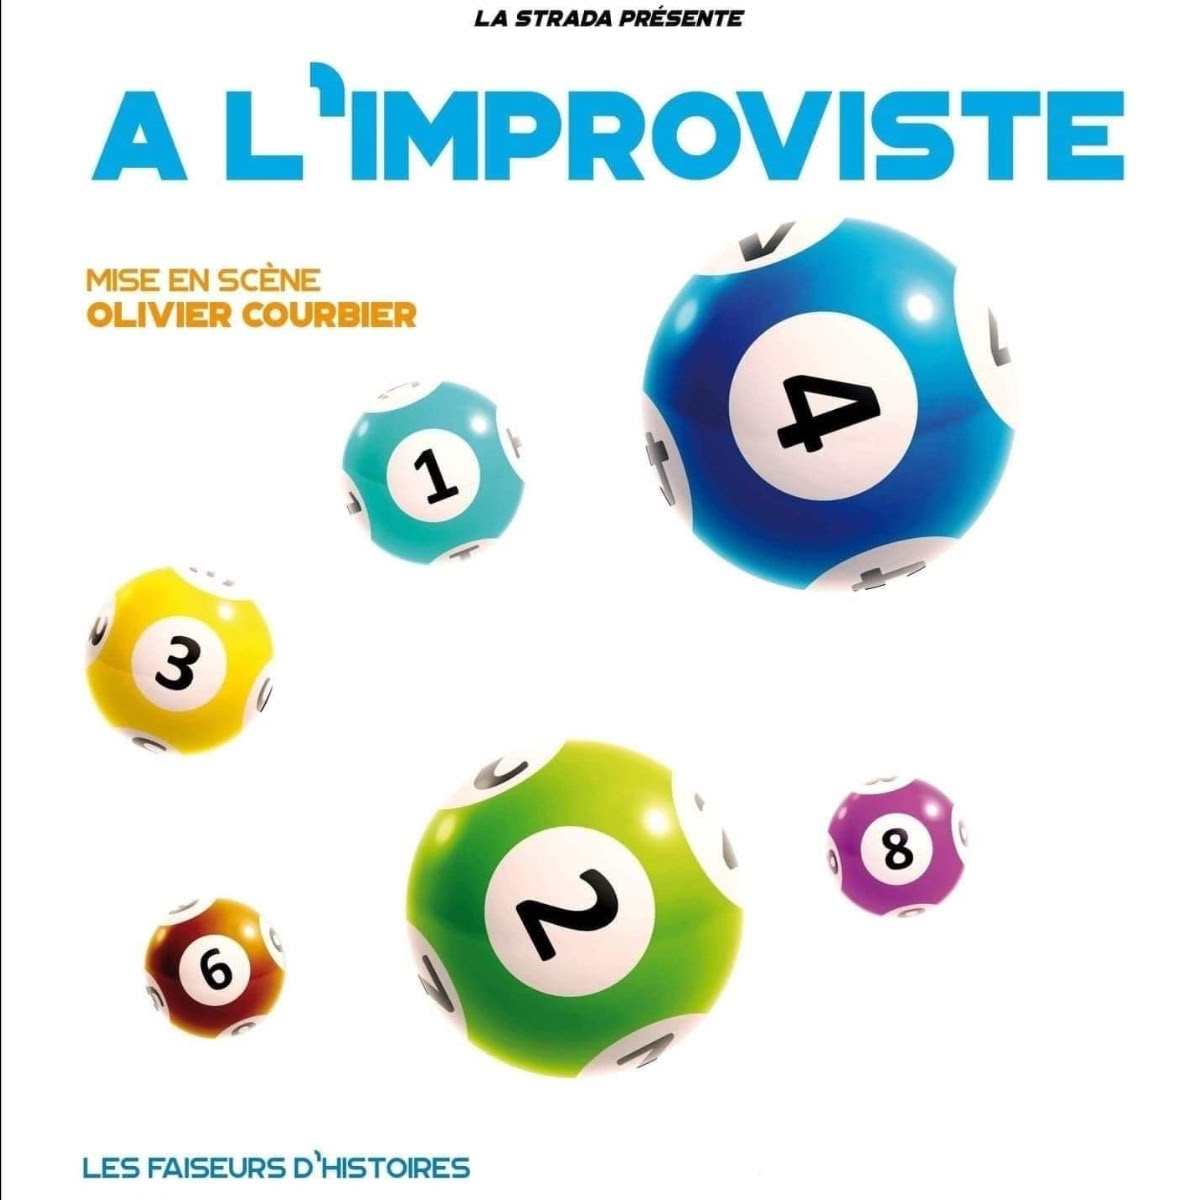 LA STRADA PRÉSENTE
A L'IMPROVISTE
MISE EN SCÈNE
OLIVIER COURBIER
4
1
3
2
8
6
LES FAISEURS D'HISTOIRES